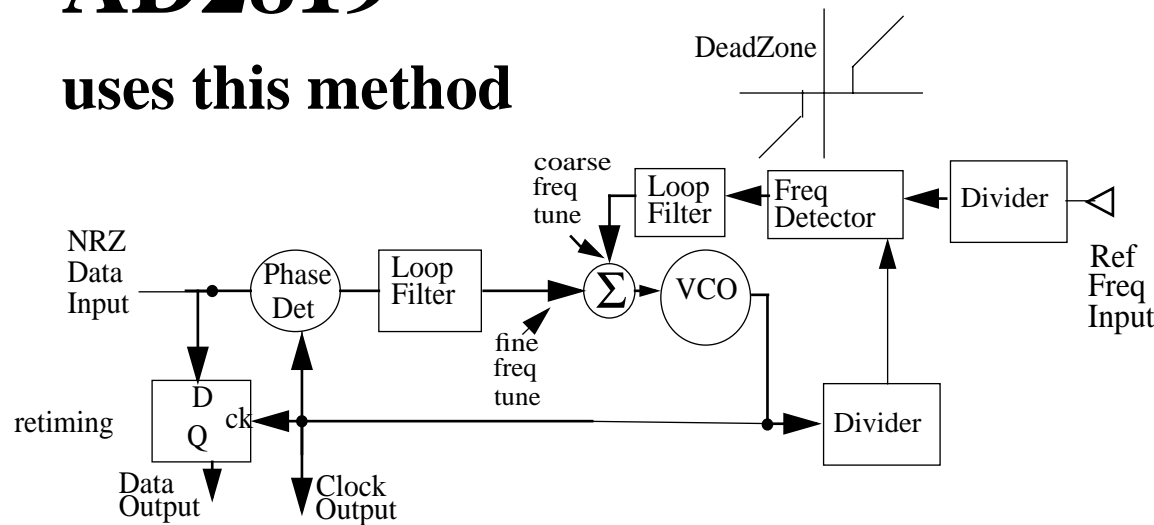 AD2819
uses this method
DeadZone
coarse
freq
tune
Loop
Filter
Freq
Detector
Divider
Ref
Freq
Input
NRZ
Data
Input
Phase
Det
Loop
Filter
Σ
VCO
fine
freq
tune
retiming
D
ck
Q
Divider
Data
Output
Clock
Output